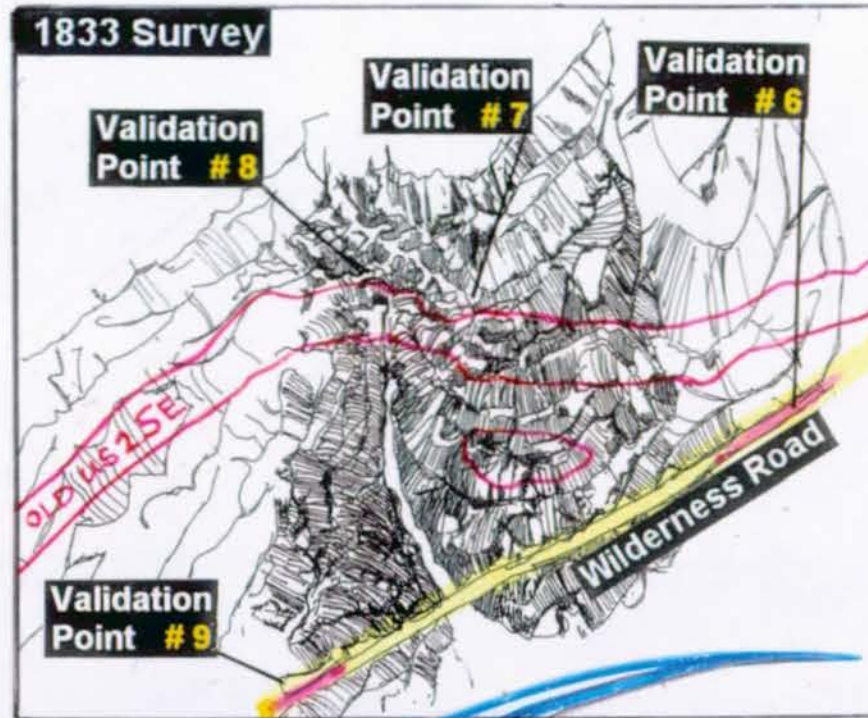 1833 Survey
Validation
Point # 7
Validation
Point # 6
Validation
Point # 8
OLD US 25E
Wilderness Road
Validation
Point # 9